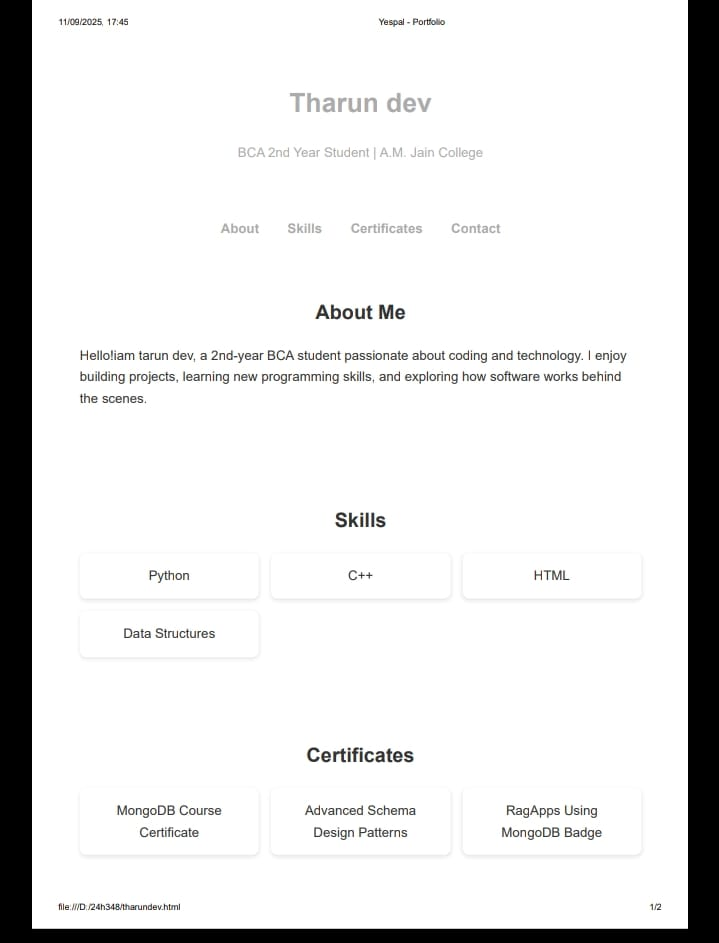 11/09/2025, 17:45 Yespal - Portfolio
Tharun dev
BCA 2nd Year Student | A.M. Jain College
About Skills Certificates Contact
About Me
Hello!iam tarun dev, a 2nd-year BCA student passionate about coding and technology. I enjoy
building projects, learning new programming skills, and exploring how software works behind
the scenes.
Skills
Python C++ HTML
Data Structures
Certificates
MongoDB Course
Certificate
Advanced Schema
Design Patterns
RagApps Using
MongoDB Badge
file:///D:/24h348/tharundev.html 1/2